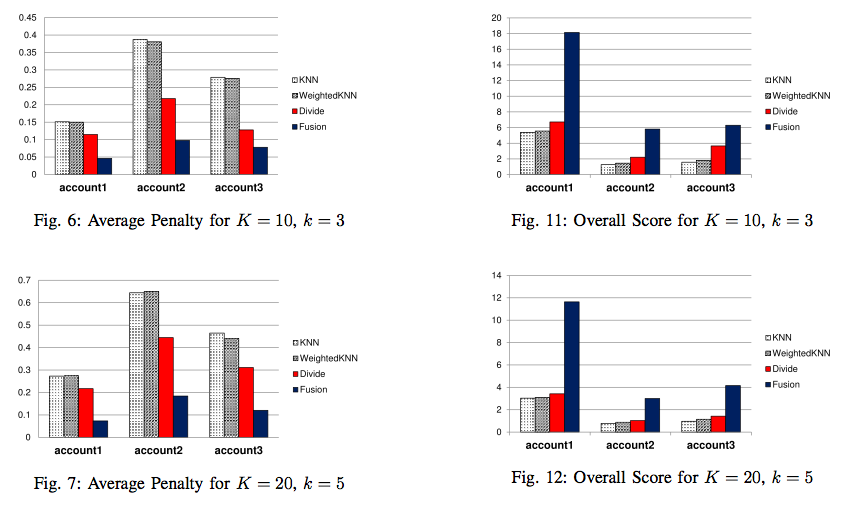 0.45
0.4
0.35
0.3
0.25
0.2
0.15
0.1
0.05
0
account1 account2 account3
KNN
WeightedKNN
Divide
Fusion
Fig. 6: Average Penalty for K = 10, k = 3
20
18
16
14
12
10
8
6
4
2
0
account1 account2 account3
KNN
WeightedKNN
Divide
Fusion
Fig. 11: Overall Score for K = 10, k = 3
0.7
0.6
0.5
0.4
0.3
0.2
0.1
0
account1 account2 account3
KNN
WeightedKNN
Divide
Fusion
Fig. 7: Average Penalty for K = 20, k = 5
14
12
10
8
6
4
2
0
account1 account2 account3
KNN
WeightedKNN
Divide
Fusion
Fig. 12: Overall Score for K = 20, k = 5